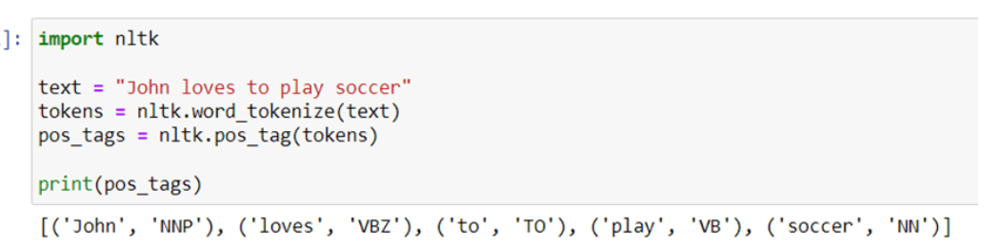 ]: import nltk
text = "John loves to play soccer"
tokens = nltk.word_tokenize(text)
pos_tags = nltk.pos_tag(tokens)
print(pos_tags)
[('John', 'NNP'), ('loves', 'VBZ'), ('to', 'TO'), ('play', 'VB'), ('soccer', 'NN')]